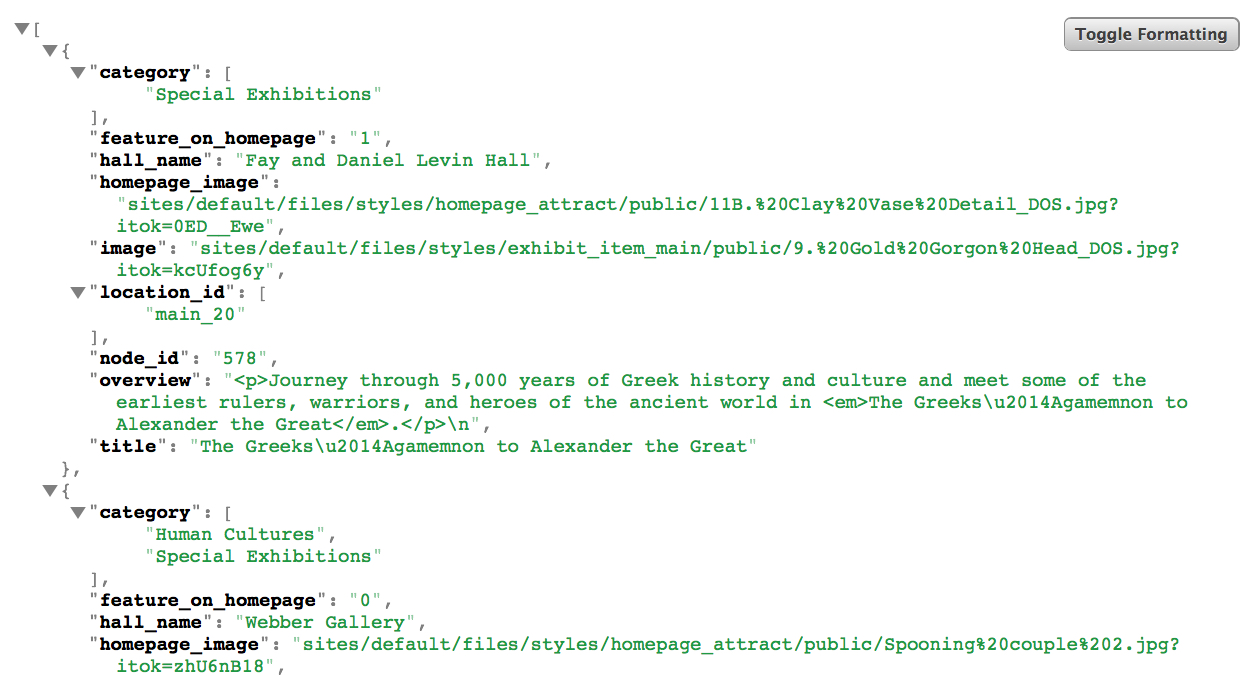 [
{
Toggle Formatting
"category": [
"Special Exhibitions"
],
"feature_on_homepage": "1",
"hall_name": "Fay and Daniel Levin Hall",
"homepage_image":
"sites/default/files/styles/homepage_attract/public/11B.%20Clay%20Vase%20Detail_DOS.jpg?
itok=0ED__Ewe",
"image": "sites/default/files/styles/exhibit_item_main/public/9.%20Gold%20Gorgon%20Head_DOS.jpg?
itok=kcUfog6y",
"location_id": [
"main_20"
],
"node_id": "578",
"overview": "<p>Journey through 5,000 years of Greek history and culture and meet some of the
earliest rulers, warriors, and heroes of the ancient world in <em>The Greeks\u2014Agamemnon to
Alexander the Great</em>.</p>\n",
"title": "The Greeks\u2014Agamemnon to Alexander the Great"
},
{
"category": [
"Human Cultures",
"Special Exhibitions"
],
"feature_on_homepage": "0",
"hall_name": "Webber Gallery",
"homepage_image": "sites/default/files/styles/homepage_attract/public/Spooning%20couple%202.jpg?
itok=zhU6nB18",